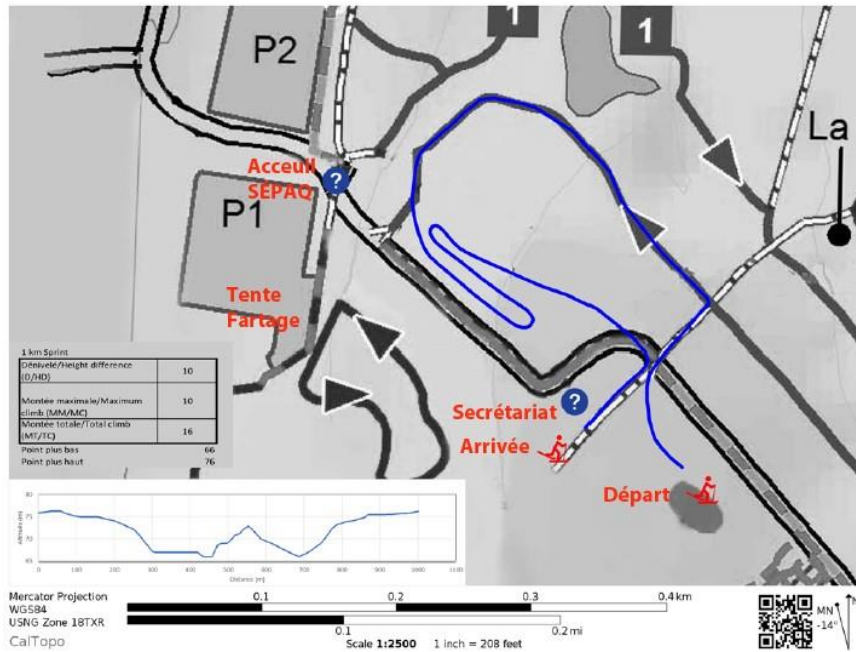 1
1
P2
La
Acceuil
SEPAQ
?
P1
Tente
Fartage
1 km Sprint
Dénivelé/Height difference (D/HD) 10
Montée maximale/Maximum climb (MM/MC) 10
Montée totale/Total climb (MT/TC) 16
Point plus bas 66
Point plus haut 76
Secrétariat ?
Arrivée
Départ
80
75
70
65
Altitude (m)
0 100 200 300 400 500 600 700 800 900 1000 1100
Distance (m)
Mercator Projection
WGS84
USNG Zone 18TXR
CalTopo
0.1 0.2 0.3 0.4 km
0.1 0.2 mi
Scale 1:2500 1 inch = 208 feet
MN
-14°
N